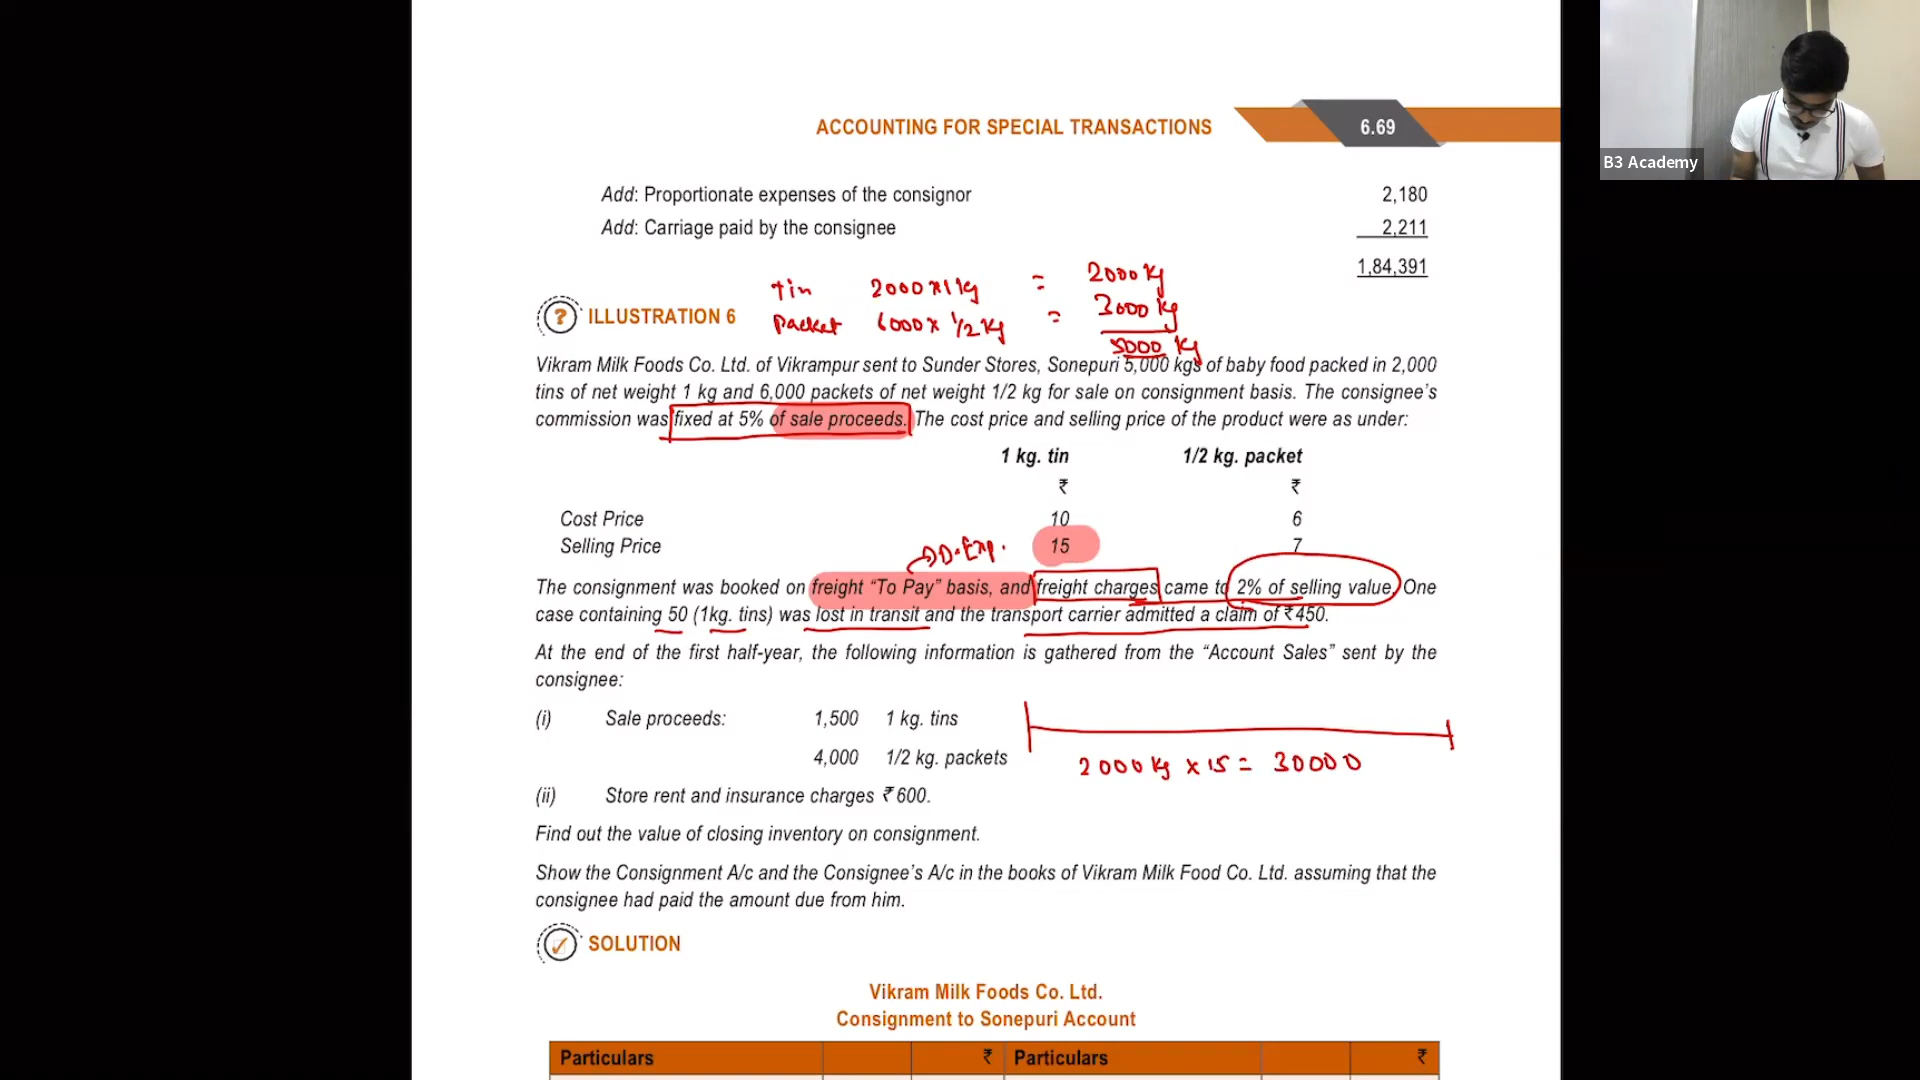 ACCOUNTING FOR SPECIAL TRANSACTIONS 6.69
B3 Academy
Add: Proportionate expenses of the consignor 2,180
Add: Carriage paid by the consignee 2,211
1,84,391
Tin 2000 x 1 kg = 2000 kg
Packet 6000 x 1/2 kg = 3000 kg
5000 kg
? ILLUSTRATION 6
Vikram Milk Foods Co. Ltd. of Vikrampur sent to Sunder Stores, Sonepuri 5,000 kgs of baby food packed in 2,000
tins of net weight 1 kg and 6,000 packets of net weight 1/2 kg for sale on consignment basis. The consignee's
commission was fixed at 5% of sale proceeds. The cost price and selling price of the product were as under:
1 kg. tin 1/2 kg. packet
₹ ₹
Cost Price 10 6
Selling Price 15 7
D.Exp.
The consignment was booked on freight “To Pay” basis, and freight charges came to 2% of selling value. One
case containing 50 (1kg. tins) was lost in transit and the transport carrier admitted a claim of ₹450.
At the end of the first half-year, the following information is gathered from the “Account Sales” sent by the
consignee:
(i) Sale proceeds: 1,500 1 kg. tins
4,000 1/2 kg. packets
2000 kg x 15 = 30000
(ii) Store rent and insurance charges ₹ 600.
Find out the value of closing inventory on consignment.
Show the Consignment A/c and the Consignee's A/c in the books of Vikram Milk Food Co. Ltd. assuming that the
consignee had paid the amount due from him.
SOLUTION
Vikram Milk Foods Co. Ltd.
Consignment to Sonepuri Account
Particulars ₹ Particulars ₹